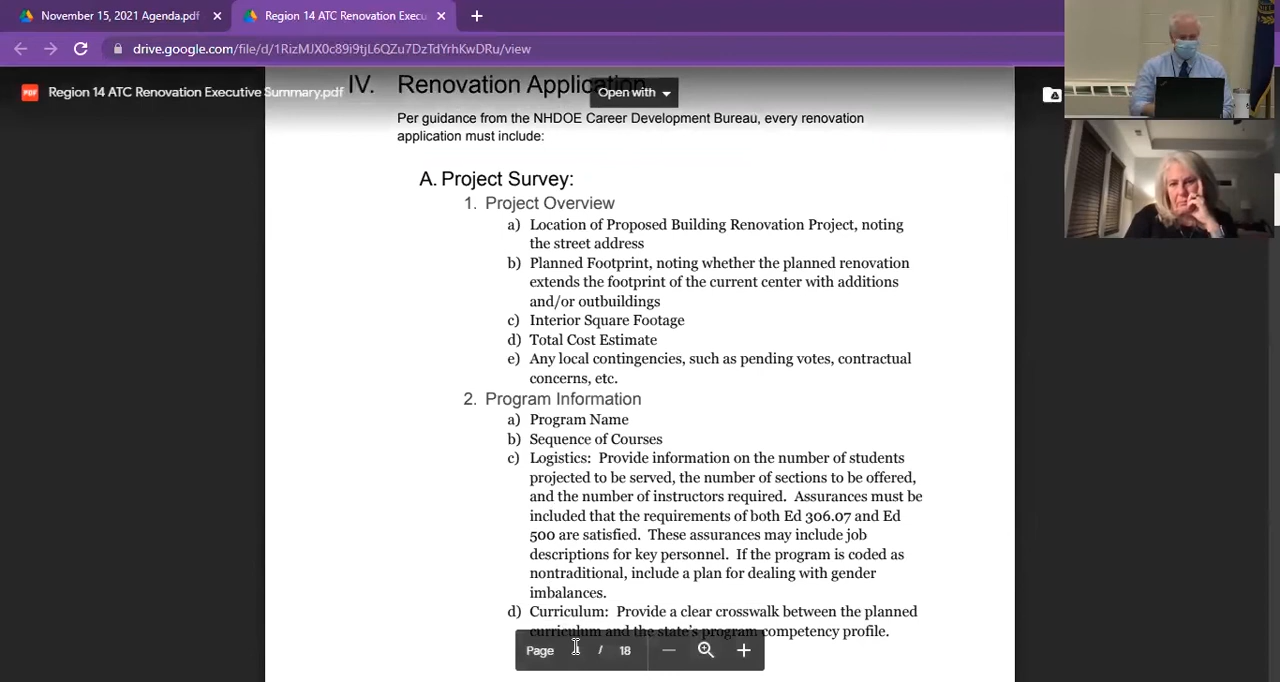 November 15, 2021 Agenda.pdf
Region 14 ATC Renovation Execu
drive.google.com/file/d/1RizMJX0c89i9tjL6QZu7DzTdYrhKwDRu/view
Region 14 ATC Renovation Executive Summary.pdf
Open with
IV. Renovation Application
Per guidance from the NHDOE Career Development Bureau, every renovation
application must include:
A. Project Survey:
1. Project Overview
a) Location of Proposed Building Renovation Project, noting
the street address
b) Planned Footprint, noting whether the planned renovation
extends the footprint of the current center with additions
and/or outbuildings
c) Interior Square Footage
d) Total Cost Estimate
e) Any local contingencies, such as pending votes, contractual
concerns, etc.
2. Program Information
a) Program Name
b) Sequence of Courses
c) Logistics: Provide information on the number of students
projected to be served, the number of sections to be offered,
and the number of instructors required. Assurances must be
included that the requirements of both Ed 306.07 and Ed
500 are satisfied. These assurances may include job
descriptions for key personnel. If the program is coded as
nontraditional, include a plan for dealing with gender
imbalances.
d) Curriculum: Provide a clear crosswalk between the planned
curriculum and the state's program competency profile.
Page / 18